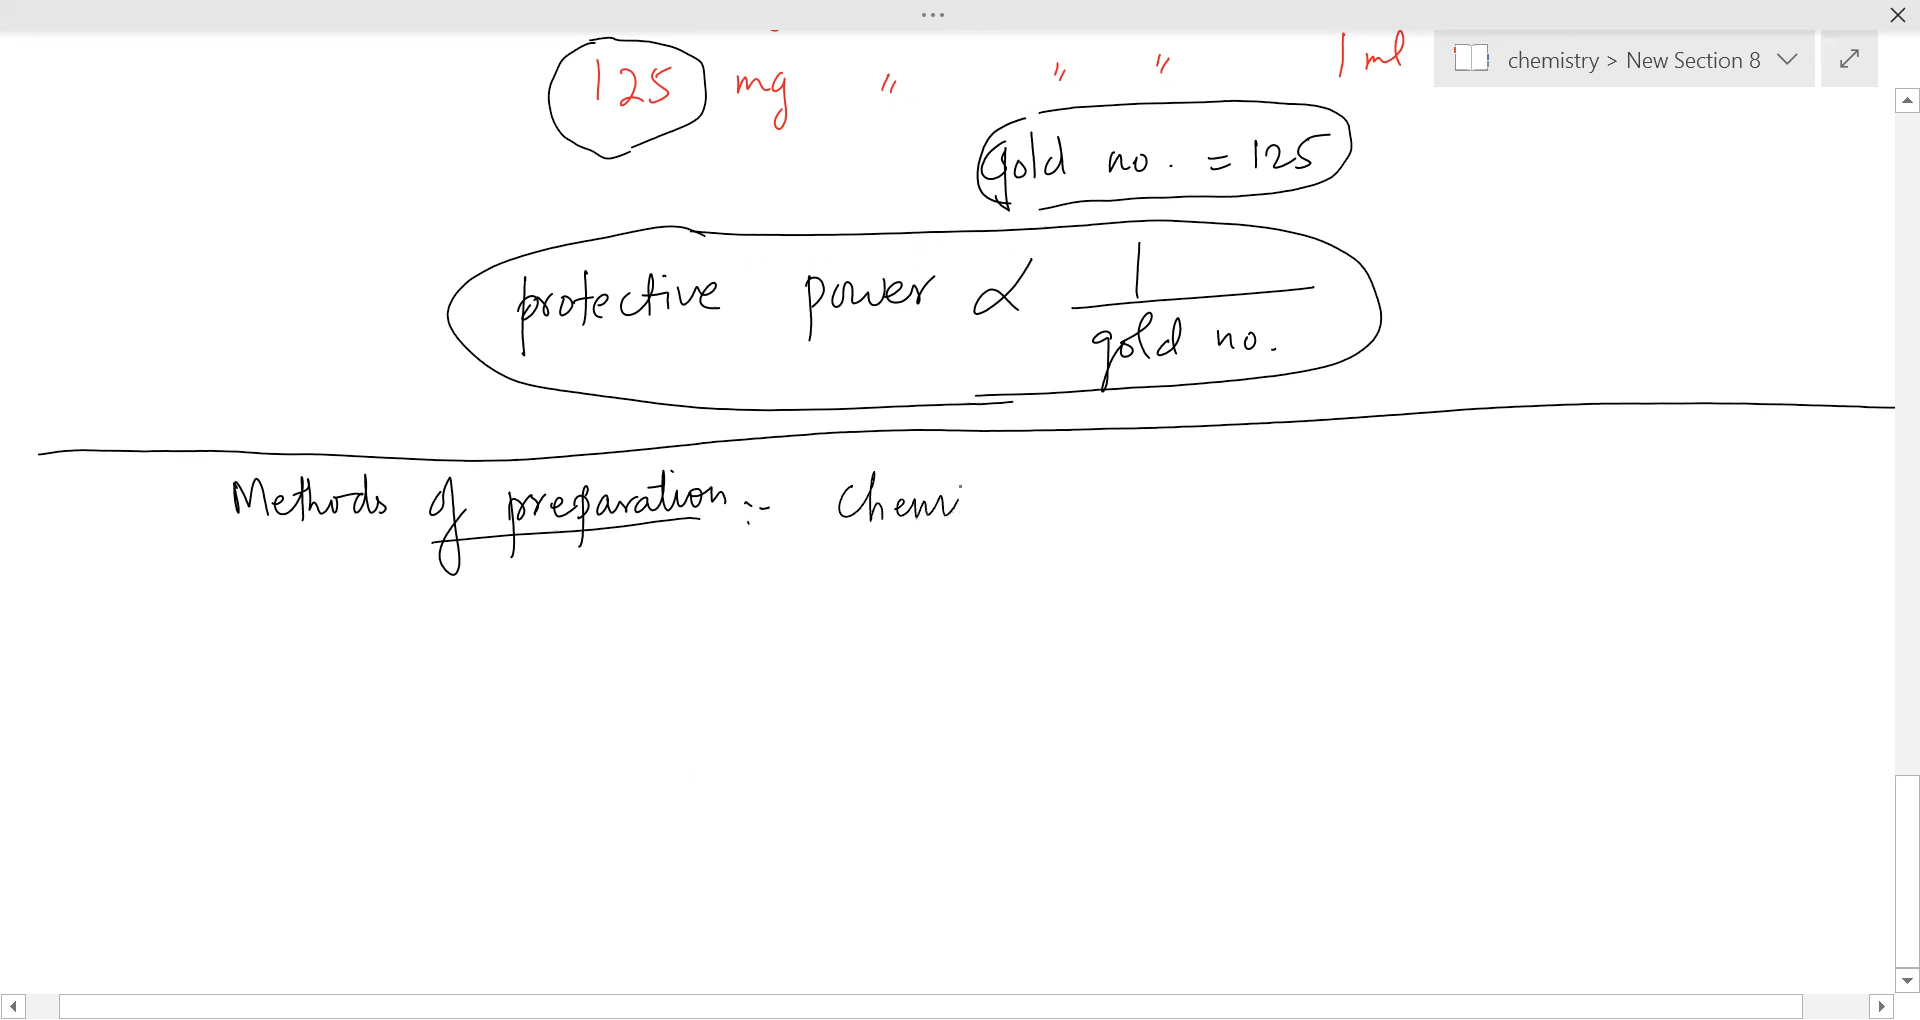 chemistry > New Section 8
125 mg " " " 1 ml
gold no. = 125
protective power ∝ 1
gold no.
Methods of preparation :- Chemi